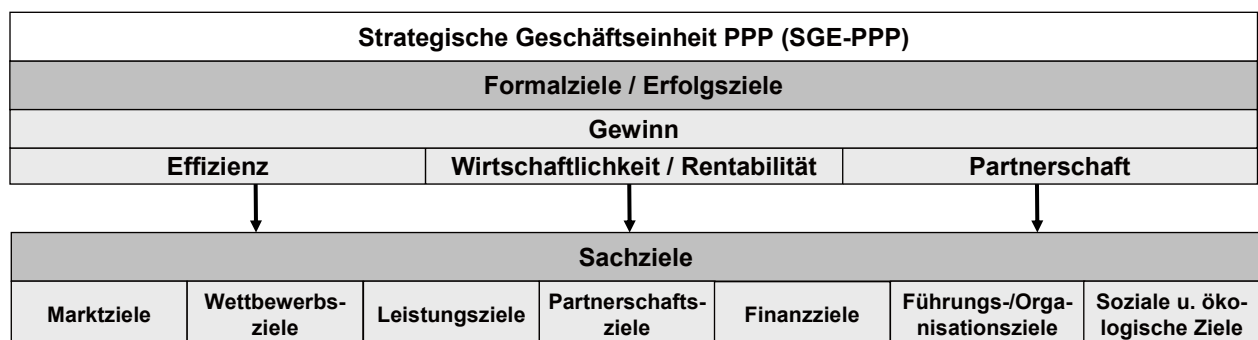 Strategische Geschäftseinheit PPP (SGE-PPP)
Formalziele / Erfolgsziele
Gewinn
Effizienz
Wirtschaftlichkeit / Rentabilität
Partnerschaft
Sachziele
Marktziele
Wettbewerbs-
ziele
Leistungsziele
Partnerschafts-
ziele
Finanzziele
Führungs-/Orga-
nisationsziele
Soziale u. öko-
logische Ziele